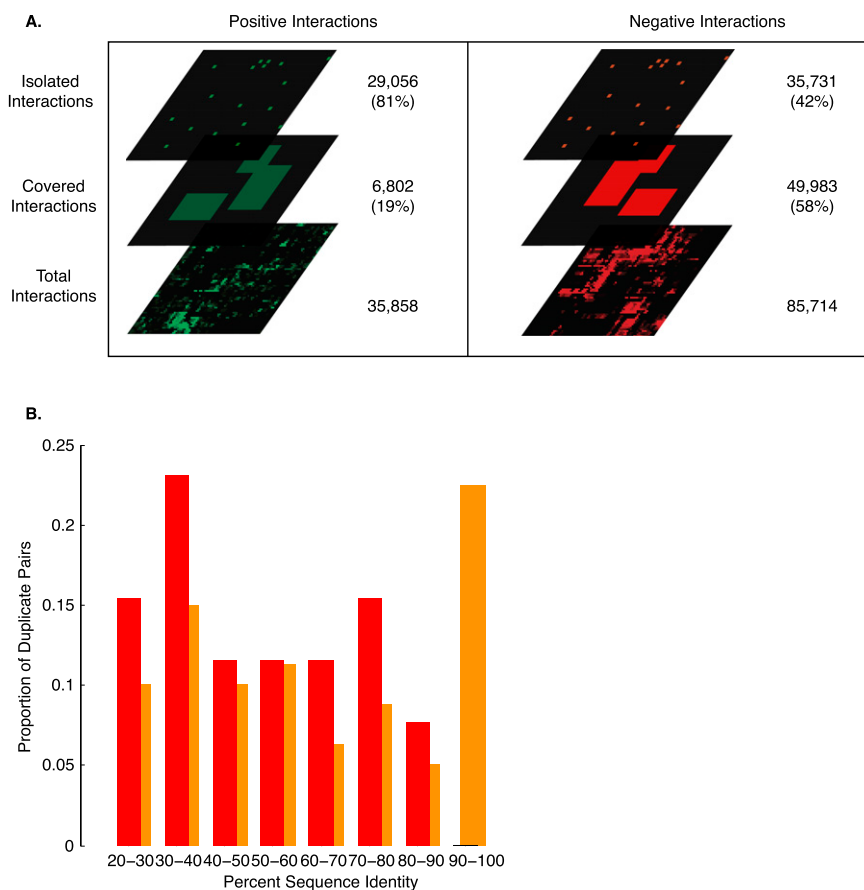 A.
Positive Interactions
Negative Interactions
Isolated
Interactions
29,056
(81%)
35,731
(42%)
Covered
Interactions
6,802
(19%)
49,983
(58%)
Total
Interactions
35,858
85,714
B.
0.25
0.2
0.15
0.1
0.05
0
Proportion of Duplicate Pairs
20–30 30–40 40–50 50–60 60–70 70–80 80–90 90–100
Percent Sequence Identity